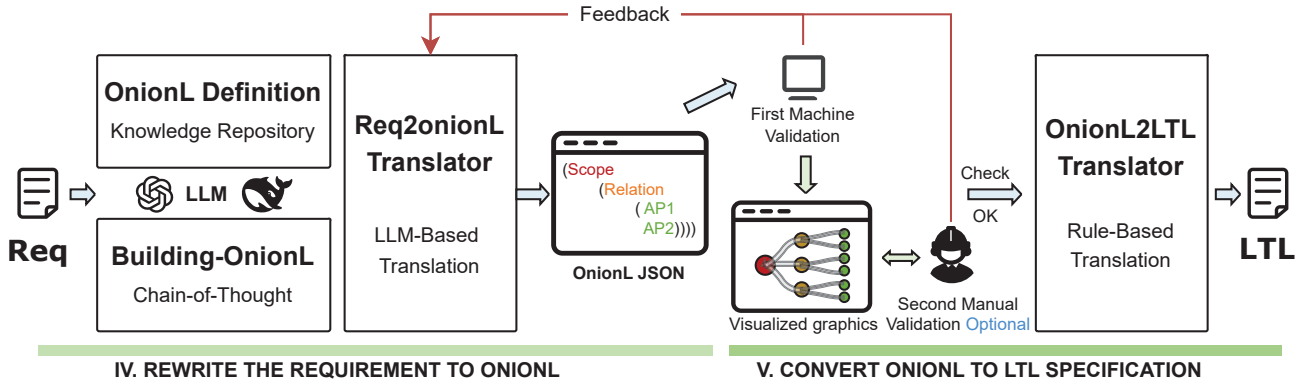 Feedback
Req
OnionL Definition
Knowledge Repository
LLM
Building-OnionL
Chain-of-Thought
Req2onionL
Translator
LLM-Based
Translation
(Scope
(Relation
( AP1
AP2))))
OnionL JSON
First Machine
Validation
Visualized graphics
Second Manual
Validation Optional
Check
OK
OnionL2LTL
Translator
Rule-Based
Translation
LTL
IV. REWRITE THE REQUIREMENT TO ONIONL
V. CONVERT ONIONL TO LTL SPECIFICATION